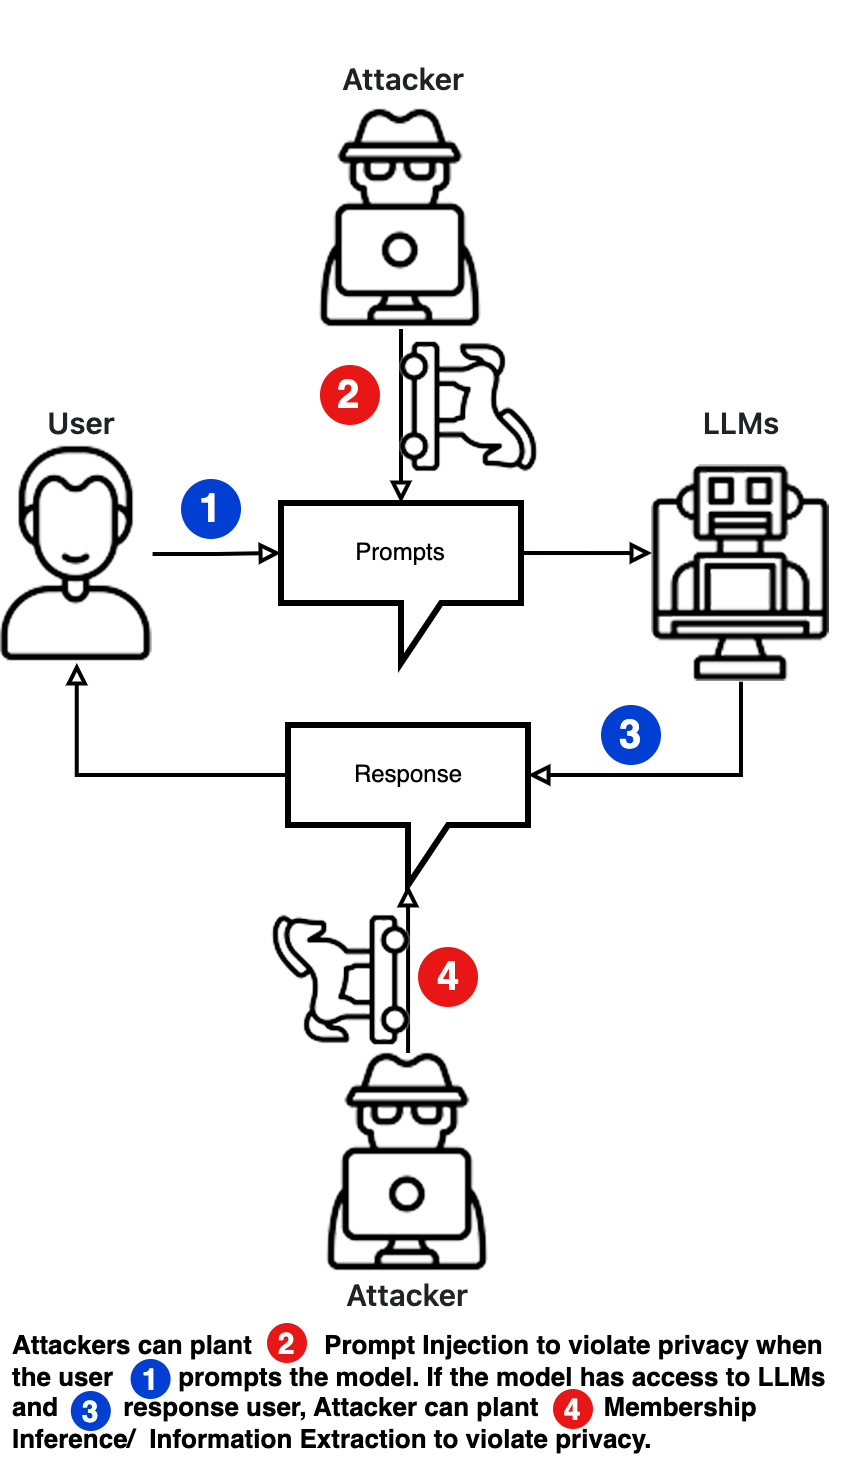 Attacker
2
User
LLMs
1
Prompts
3
Response
4
Attacker
Attackers can plant 2 Prompt Injection to violate privacy when
the user 1 prompts the model. If the model has access to LLMs
and 3 response user, Attacker can plant 4 Membership
Inference/ Information Extraction to violate privacy.